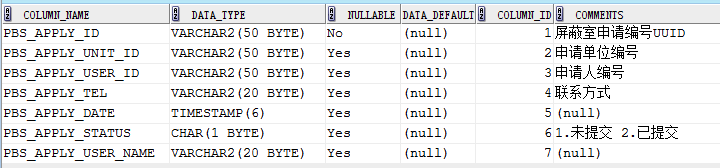 COLUMN_NAME DATA_TYPE NULLABLE DATA_DEFAULT COLUMN_ID COMMENTS
PBS_APPLY_ID VARCHAR2(50 BYTE) No (null) 1 屏蔽室申请编号UUID
PBS_APPLY_UNIT_ID VARCHAR2(50 BYTE) Yes (null) 2 申请单位编号
PBS_APPLY_USER_ID VARCHAR2(50 BYTE) Yes (null) 3 申请人编号
PBS_APPLY_TEL VARCHAR2(20 BYTE) Yes (null) 4 联系方式
PBS_APPLY_DATE TIMESTAMP(6) Yes (null) 5 (null)
PBS_APPLY_STATUS CHAR(1 BYTE) Yes (null) 6 1.未提交 2.已提交
PBS_APPLY_USER_NAME VARCHAR2(20 BYTE) Yes (null) 7 (null)